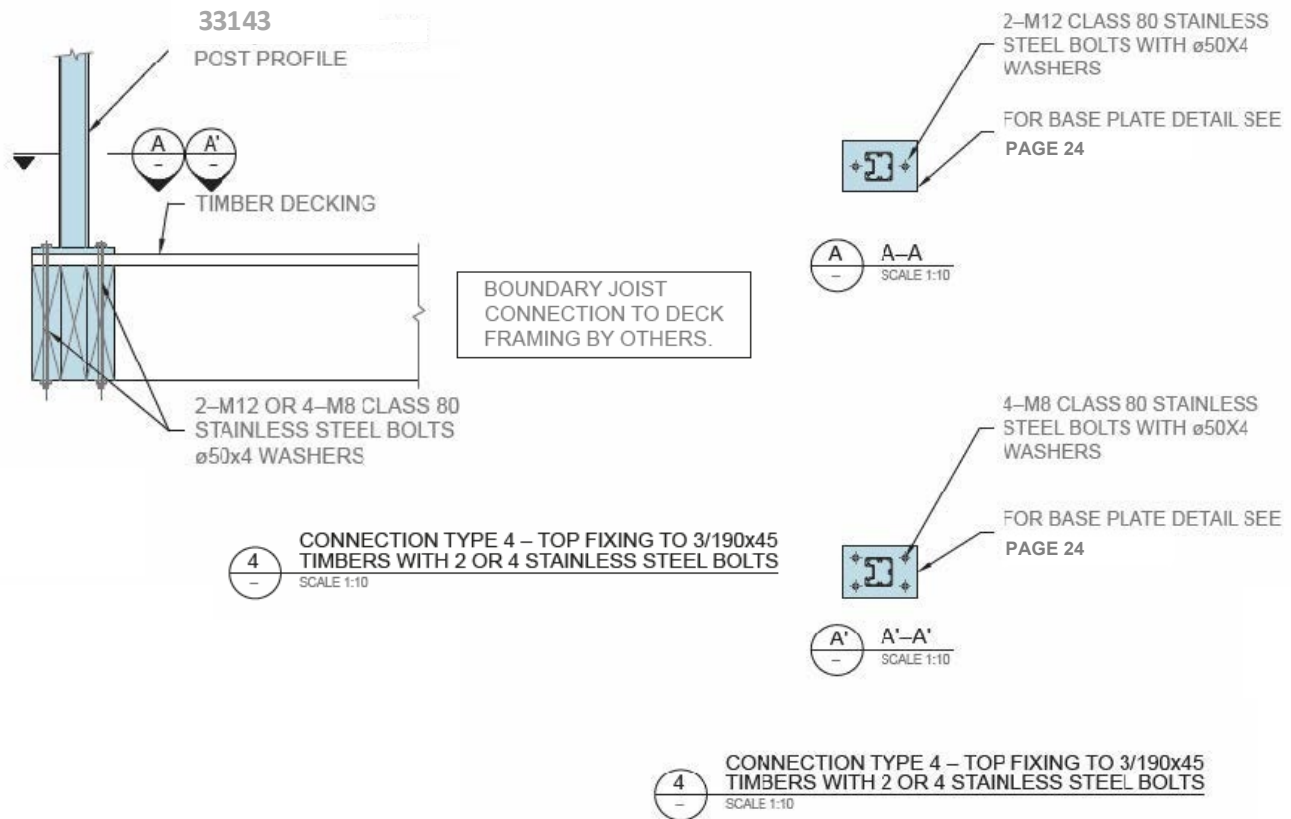 33143
POST PROFILE
A
–
A'
–
TIMBER DECKING
BOUNDARY JOIST
CONNECTION TO DECK
FRAMING BY OTHERS.
2–M12 OR 4–M8 CLASS 80
STAINLESS STEEL BOLTS
ø50x4 WASHERS
4
–
CONNECTION TYPE 4 – TOP FIXING TO 3/190x45
TIMBERS WITH 2 OR 4 STAINLESS STEEL BOLTS
SCALE 1:10
2–M12 CLASS 80 STAINLESS
STEEL BOLTS WITH ø50X4
WASHERS
FOR BASE PLATE DETAIL SEE
PAGE 24
A
–
A–A
SCALE 1:10
4–M8 CLASS 80 STAINLESS
STEEL BOLTS WITH ø50X4
WASHERS
FOR BASE PLATE DETAIL SEE
PAGE 24
A'
–
A'–A'
SCALE 1:10
4
–
CONNECTION TYPE 4 – TOP FIXING TO 3/190x45
TIMBERS WITH 2 OR 4 STAINLESS STEEL BOLTS
SCALE 1:10